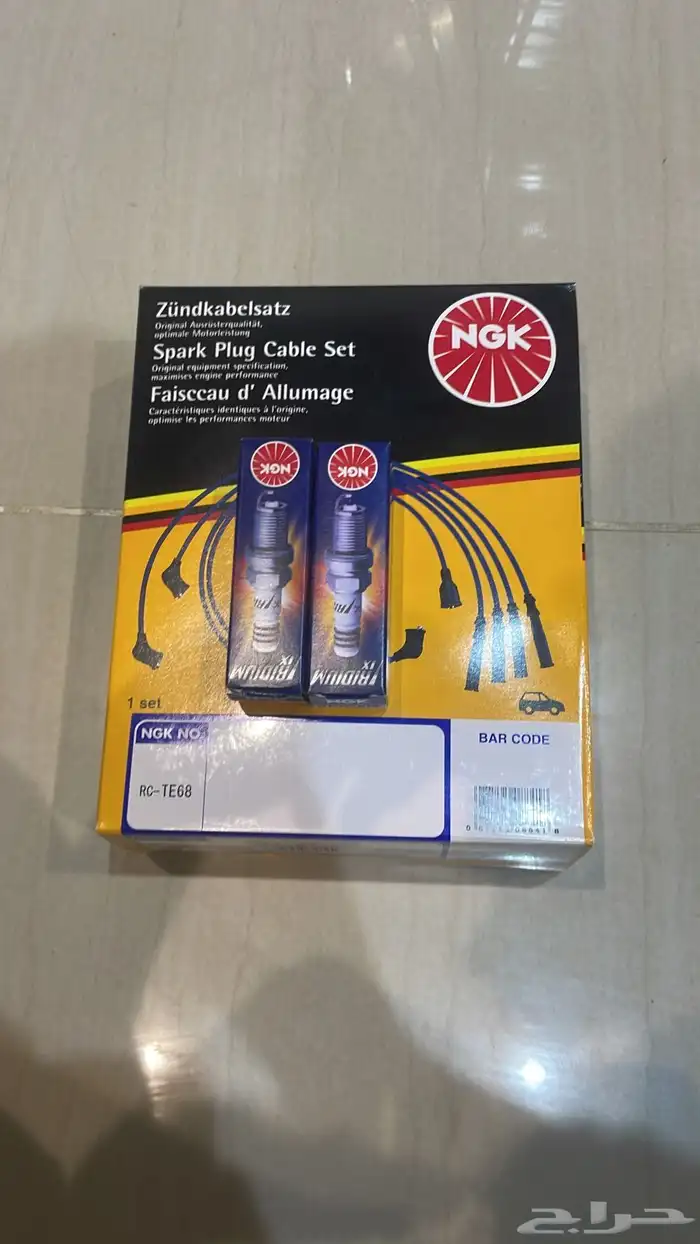 Zündkabelsatz
Original Ausrüsterqualität,
optimale Motorleistung
Spark Plug Cable Set
Original equipment specification,
maximises engine performance
Faisceau d' Allumage
Caractéristiques identiques à l'origine,
optimise les performances moteur
NGK
NGK
NGK
IRIDIUM
IX
IRIDIUM
IX
1 set
NGK NO.
RC-TE68
BAR CODE
حراج